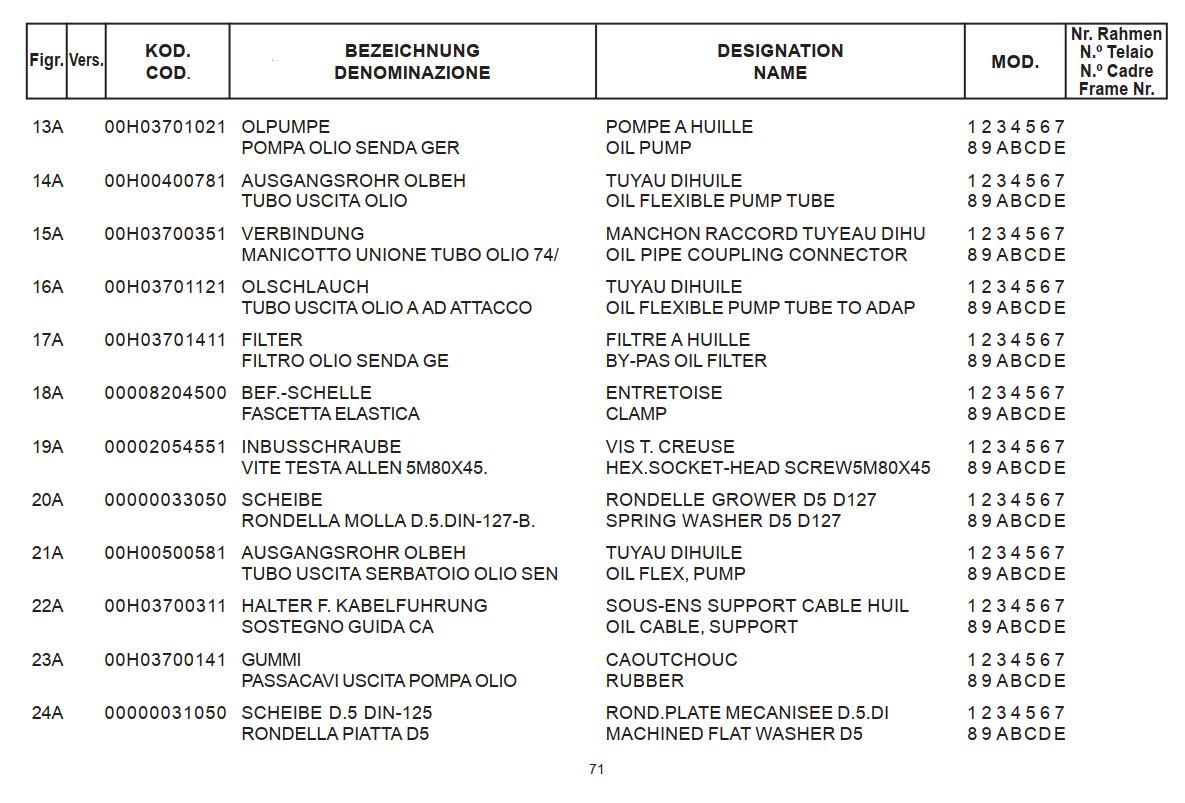 Figr. Vers. KOD. COD. BEZEICHNUNG DENOMINAZIONE DESIGNATION NAME MOD. Nr. Rahmen N.º Telaio N.º Cadre Frame Nr.
13A 00H03701021 OLPUMPE POMPE A HUILLE 1 2 3 4 5 6 7
POMPA OLIO SENDA GER OIL PUMP 8 9 A B C D E
14A 00H00400781 AUSGANGSROHR OLBEH TUYAU DIHUILE 1 2 3 4 5 6 7
TUBO USCITA OLIO OIL FLEXIBLE PUMP TUBE 8 9 A B C D E
15A 00H03700351 VERBINDUNG MANCHON RACCORD TUYEAU DIHU 1 2 3 4 5 6 7
MANICOTTO UNIONE TUBO OLIO 74/ OIL PIPE COUPLING CONNECTOR 8 9 A B C D E
16A 00H03701121 OLSCHLAUCH TUYAU DIHUILE 1 2 3 4 5 6 7
TUBO USCITA OLIO A AD ATTACCO OIL FLEXIBLE PUMP TUBE TO ADAP 8 9 A B C D E
17A 00H03701411 FILTER FILTRE A HUILLE 1 2 3 4 5 6 7
FILTRO OLIO SENDA GE BY-PAS OIL FILTER 8 9 A B C D E
18A 00008204500 BEF.-SCHELLE ENTRETOISE 1 2 3 4 5 6 7
FASCETTA ELASTICA CLAMP 8 9 A B C D E
19A 00002054551 INBUSSCHRAUBE VIS T. CREUSE 1 2 3 4 5 6 7
VITE TESTA ALLEN 5M80X45. HEX.SOCKET-HEAD SCREW5M80X45 8 9 A B C D E
20A 00000033050 SCHEIBE RONDELLE GROWER D5 D127 1 2 3 4 5 6 7
RONDELLA MOLLA D.5.DIN-127-B. SPRING WASHER D5 D127 8 9 A B C D E
21A 00H00500581 AUSGANGSROHR OLBEH TUYAU DIHUILE 1 2 3 4 5 6 7
TUBO USCITA SERBATOIO OLIO SEN OIL FLEX, PUMP 8 9 A B C D E
22A 00H03700311 HALTER F. KABELFUHRUNG SOUS-ENS SUPPORT CABLE HUIL 1 2 3 4 5 6 7
SOSTEGNO GUIDA CA OIL CABLE, SUPPORT 8 9 A B C D E
23A 00H03700141 GUMMI CAOUTCHOUC 1 2 3 4 5 6 7
PASSACAVI USCITA POMPA OLIO RUBBER 8 9 A B C D E
24A 00000031050 SCHEIBE D.5 DIN-125 ROND.PLATE MECANISEE D.5.DI 1 2 3 4 5 6 7
RONDELLA PIATTA D5 MACHINED FLAT WASHER D5 8 9 A B C D E
71